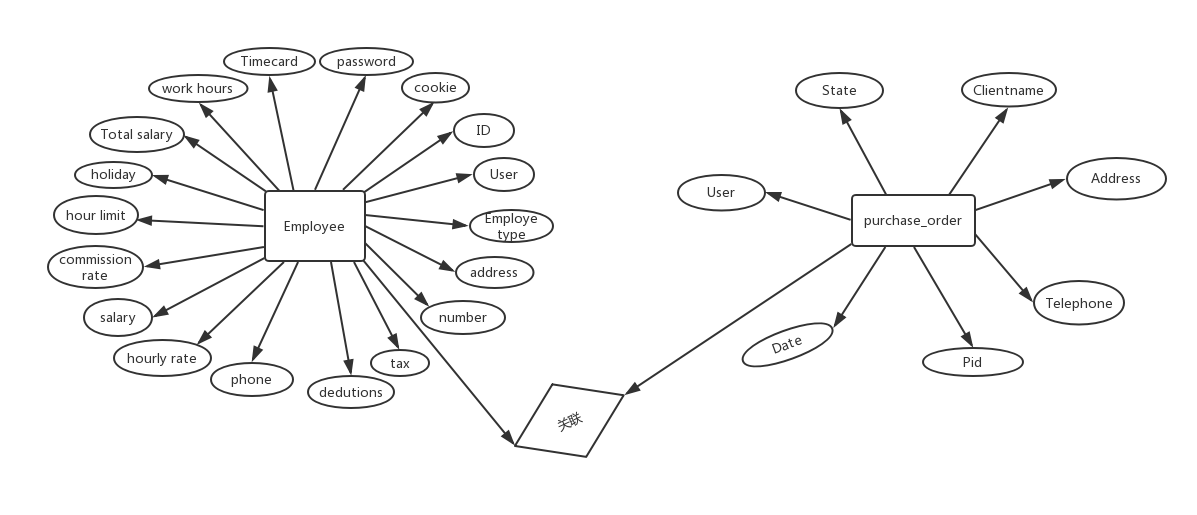 Timecard
password
work hours
cookie
State
Clientname
Total salary
ID
holiday
User
User
Address
hour limit
Employee
Employe
type
purchase_order
commission
rate
address
salary
number
Telephone
hourly rate
phone
dedutions
tax
Date
Pid
关联